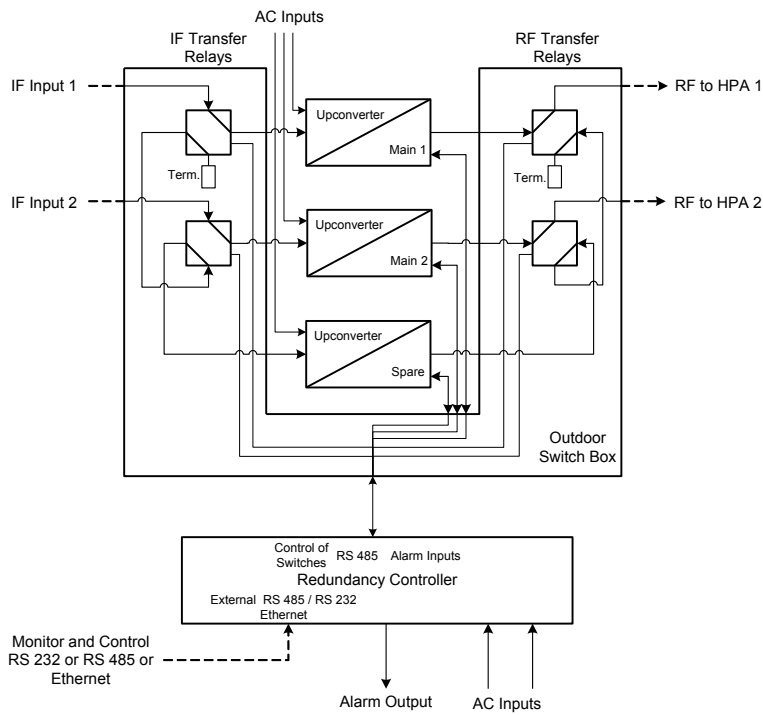 AC Inputs
IF Transfer
Relays
RF Transfer
Relays
IF Input 1
RF to HPA 1
Upconverter
Main 1
Term.
Term.
IF Input 2
RF to HPA 2
Upconverter
Main 2
Upconverter
Spare
Outdoor
Switch Box
Control of
Switches
RS 485
Alarm Inputs
Redundancy Controller
External RS 485 / RS 232
Ethernet
Monitor and Control
RS 232 or RS 485 or
Ethernet
Alarm Output
AC Inputs